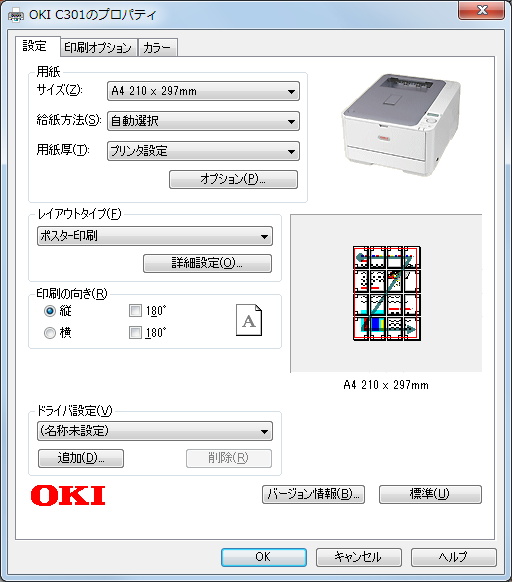 OKI C301のプロパティ
設定 印刷オプション カラー
用紙
サイズ(Z): A4 210 x 297mm
給紙方法(S): 自動選択
用紙厚(T): プリンタ設定
オプション(P)...
レイアウトタイプ(F)
ポスター印刷
詳細設定(O)...
印刷の向き(R)
縦 180°
横 180°
A
A4 210 x 297mm
ドライバ設定(V)
(名称未設定)
追加(D)... 削除(R)
OKI バージョン情報(B)... 標準(U)
OK キャンセル ヘルプ